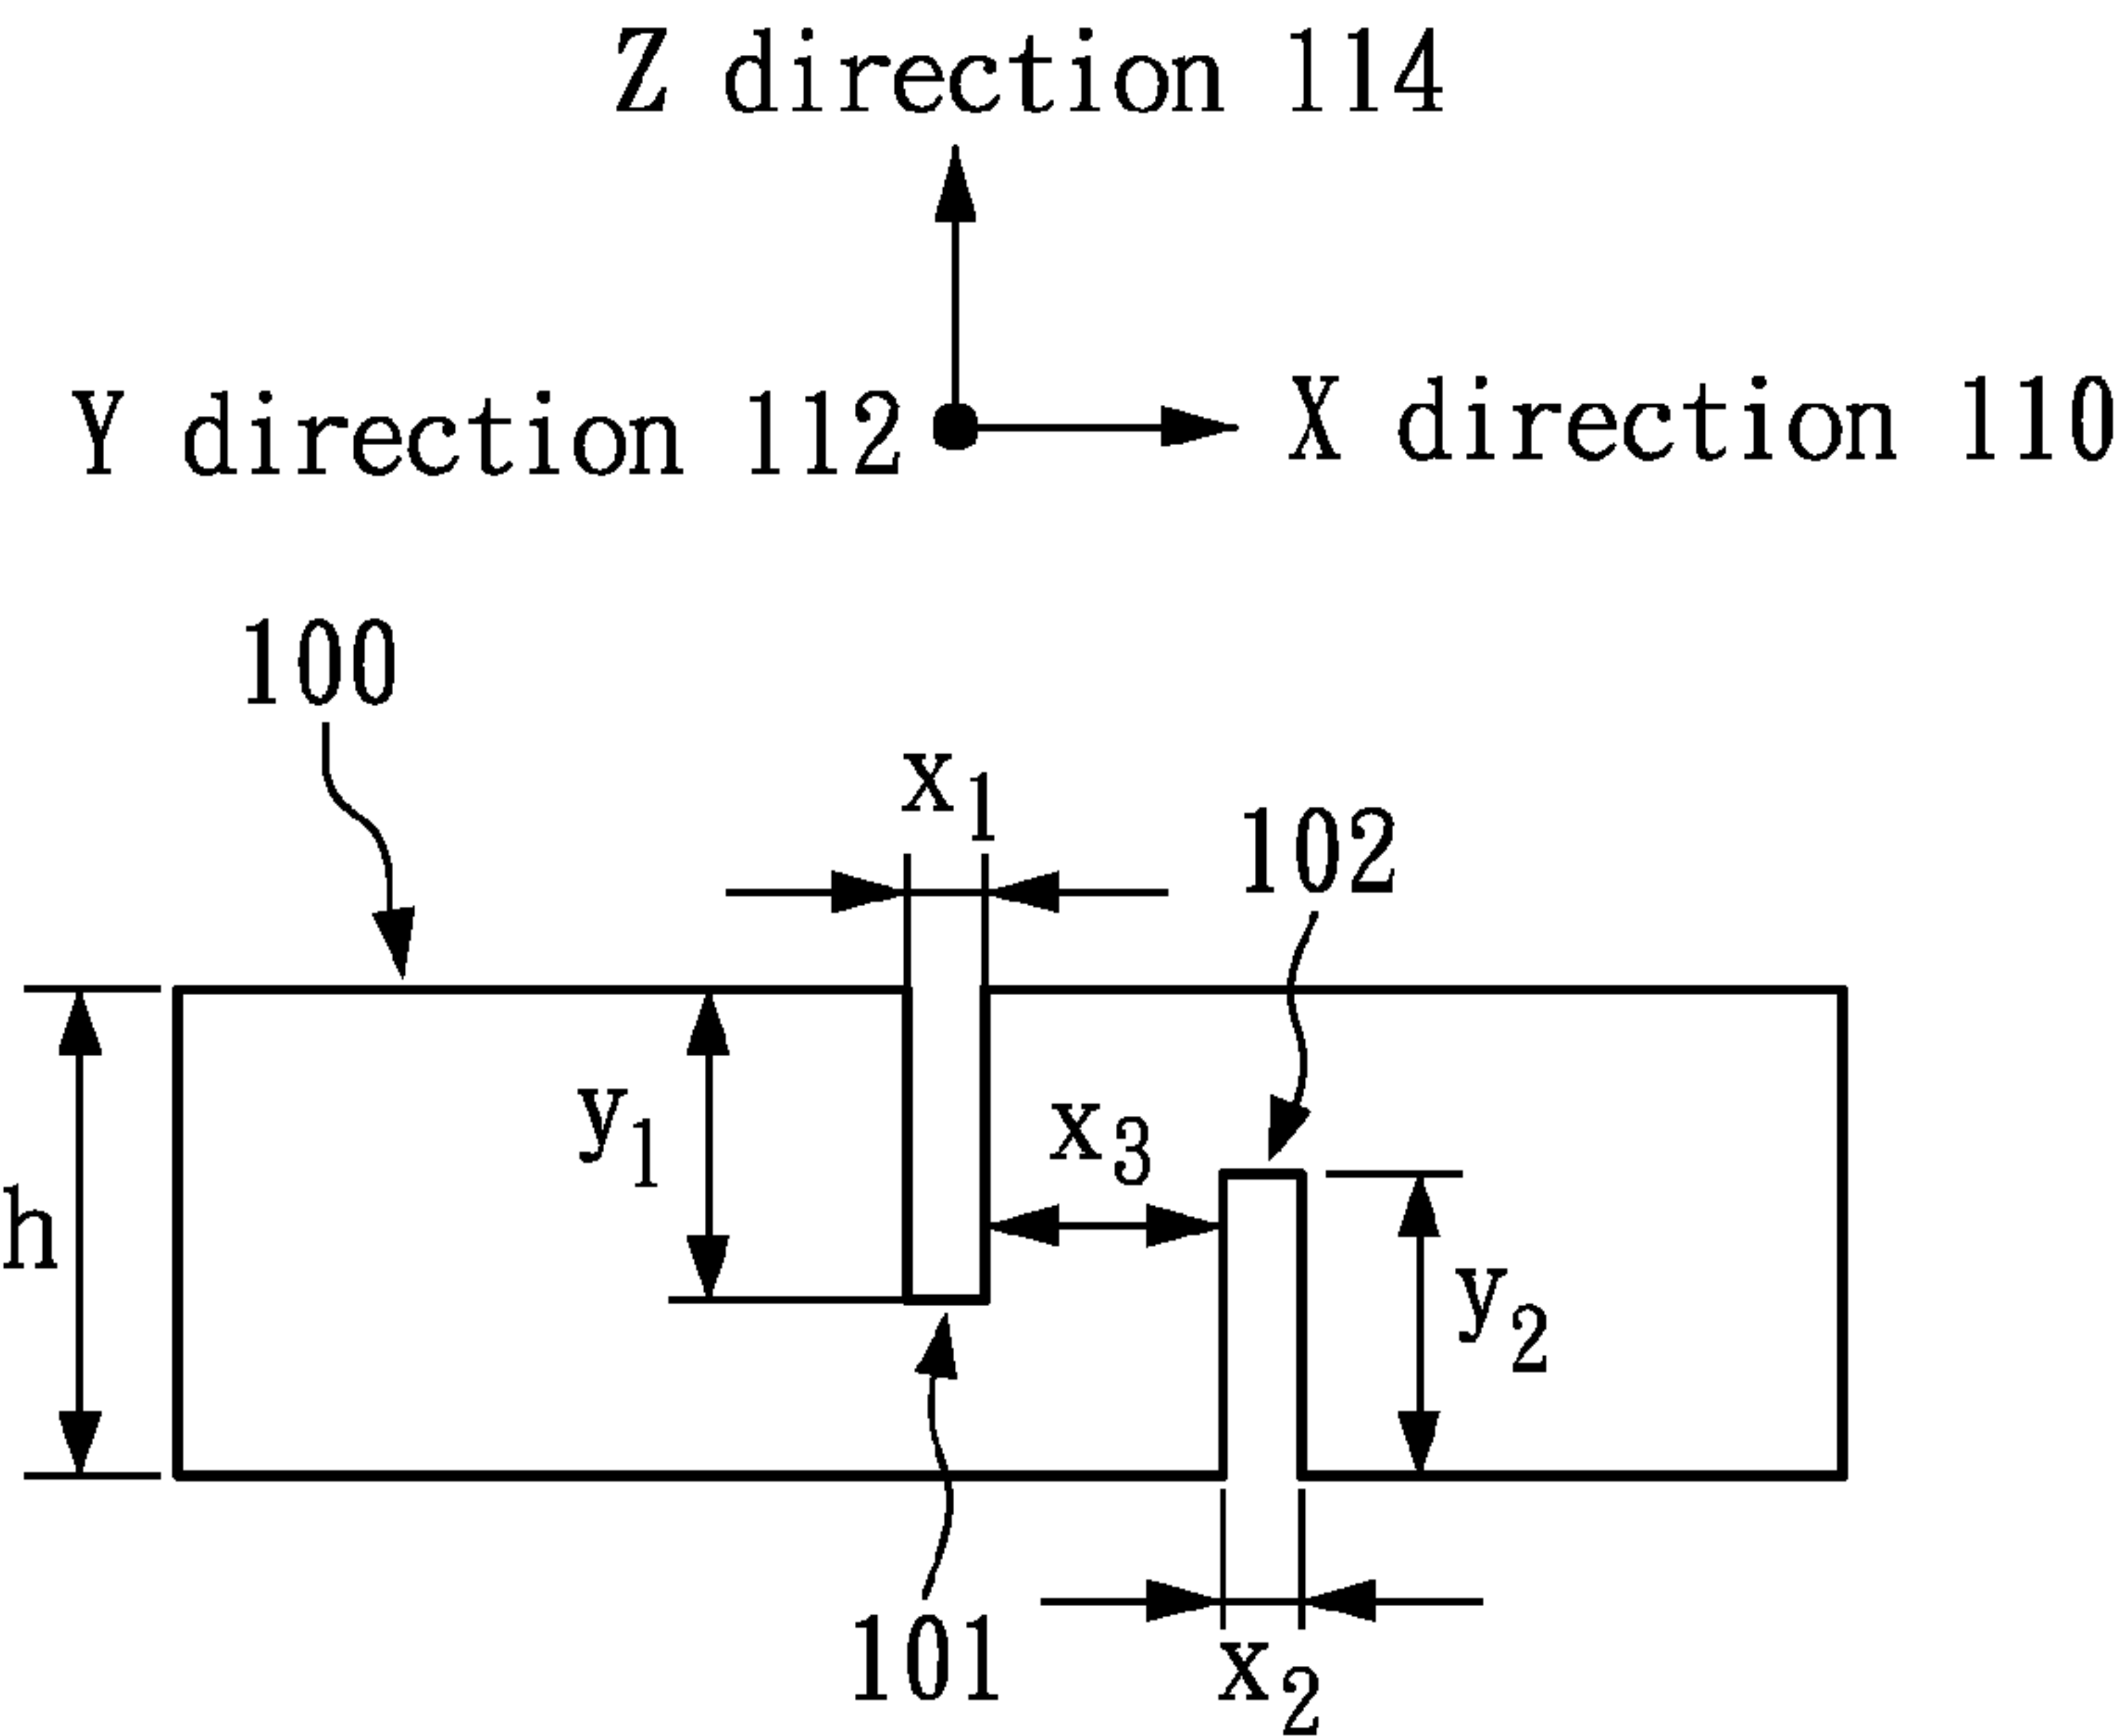 Z direction 114
Y direction 112
X direction 110
100
x1
102
y1
x3
h
y2
101
x2